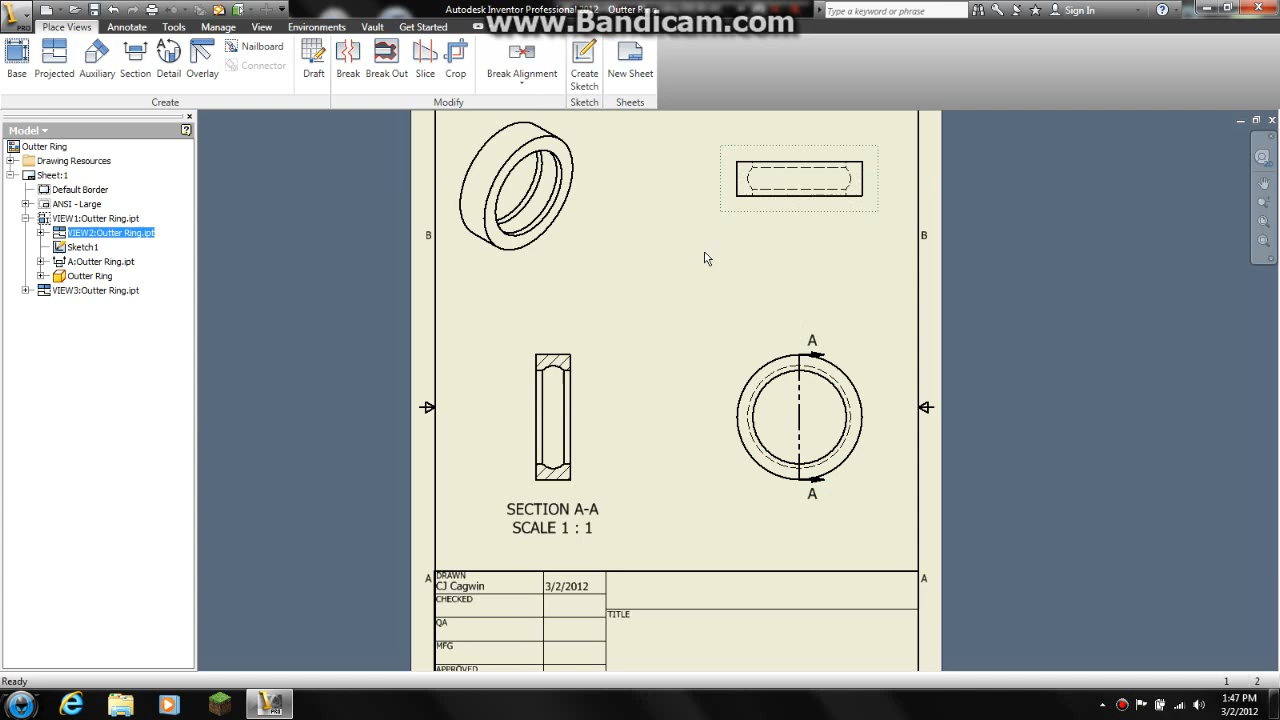 Autodesk Inventor Professional 2012 Outter Ring
www.Bandicam.com
Type a keyword or phrase
Sign In
PRO
Place Views Annotate Tools Manage View Environments Vault Get Started
Base Projected Auxiliary Section Detail Overlay
Nailboard
Connector
Draft Break Break Out Slice Crop Break Alignment Create Sketch New Sheet
Create Modify Sketch Sheets
Model
Outter Ring
Drawing Resources
Sheet:1
Default Border
ANSI - Large
VIEW1:Outter Ring.ipt
VIEW2:Outter Ring.ipt
Sketch1
A:Outter Ring.ipt
Outter Ring
VIEW3:Outter Ring.ipt
B B
A
A
SECTION A-A
SCALE 1 : 1
A A
DRAWN
CJ Cagwin 3/2/2012
CHECKED
TITLE
QA
MFG
APPROVED
Ready 1 2
PRO
1:47 PM
3/2/2012